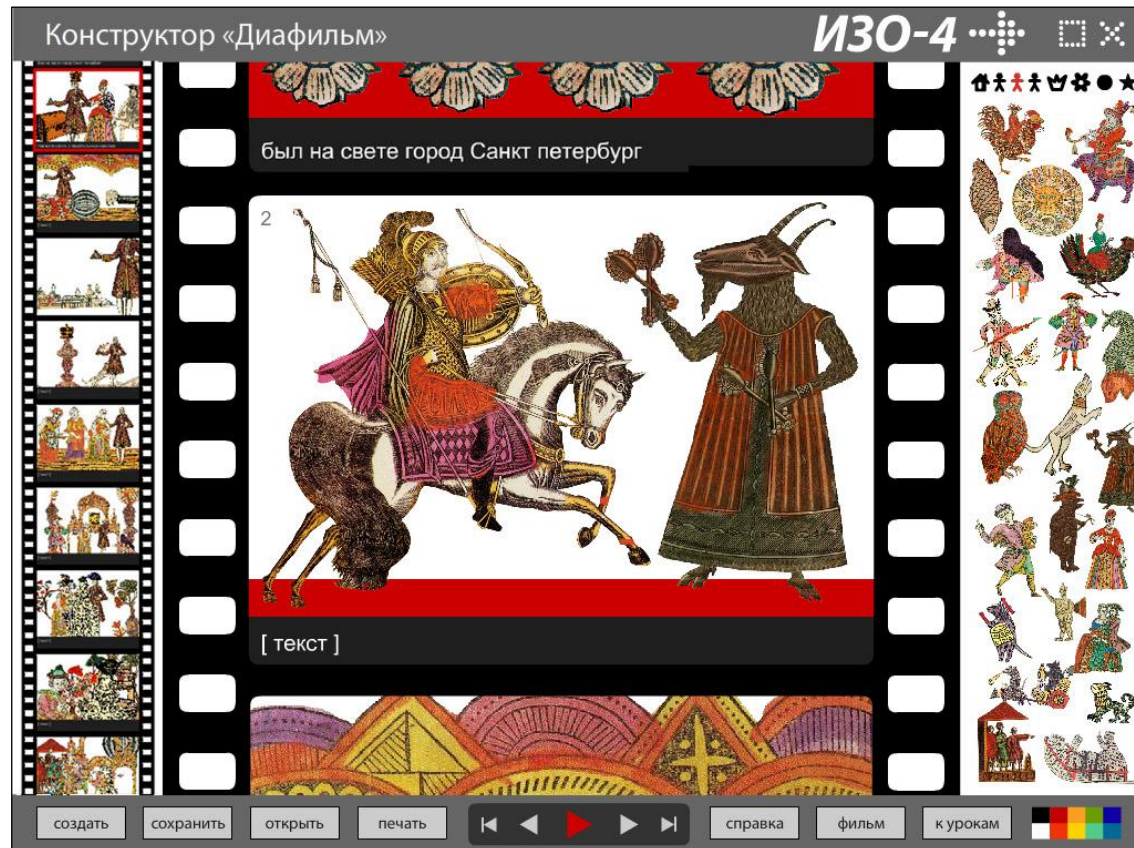 Конструктор «Диафильм»
ИЗО-4
был на свете город Санкт петербург
2
[ текст ]
создать
сохранить
открыть
печать
справка
фильм
к урокам